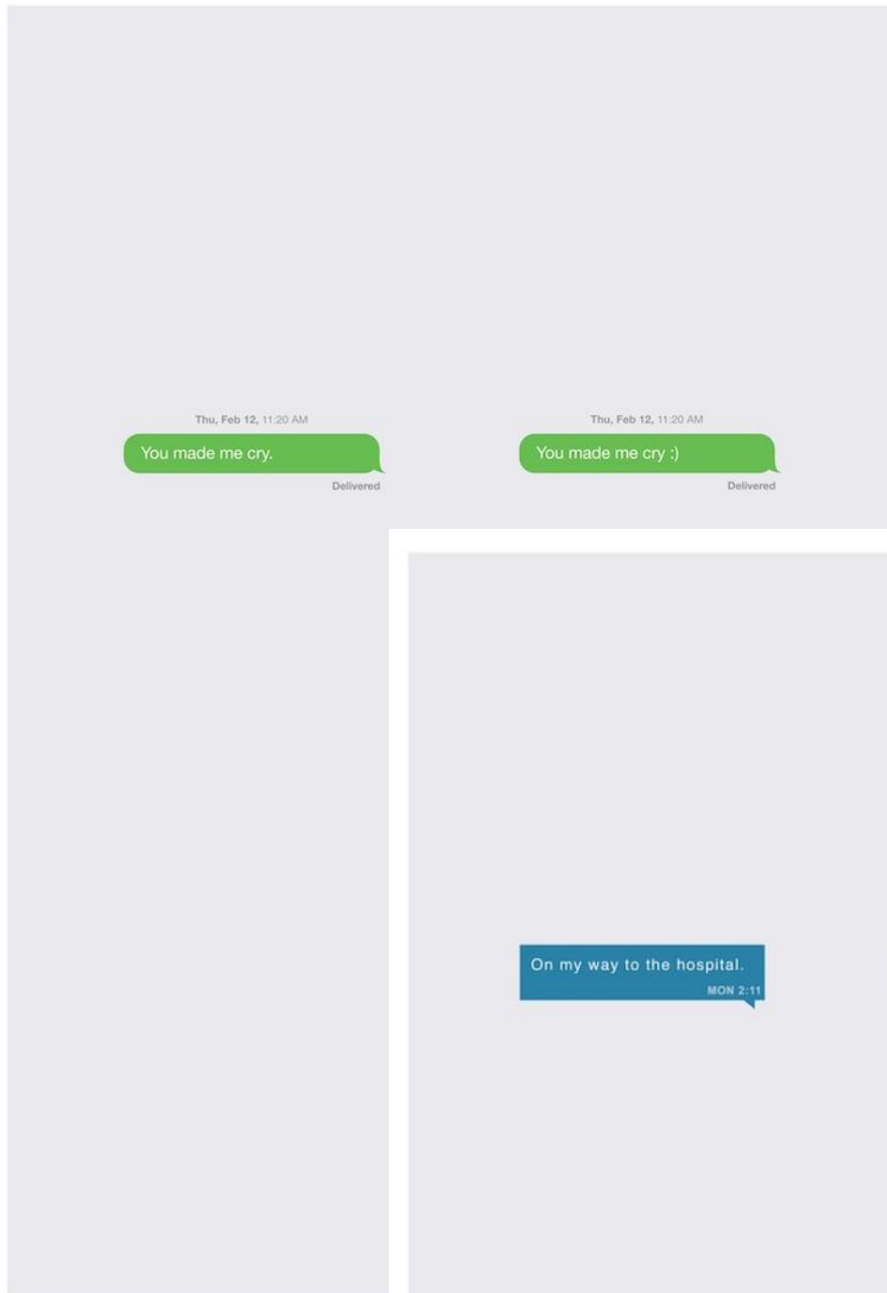 Thu, Feb 12, 11:20 AM
You made me cry.
Delivered
Thu, Feb 12, 11:20 AM
You made me cry :)
Delivered
On my way to the hospital.
MON 2:11